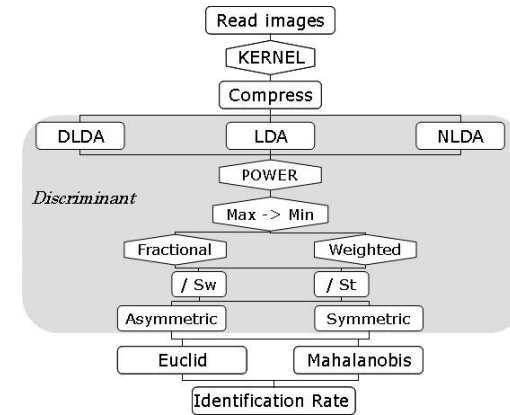 Read images
KERNEL
Compress
DLDA LDA NLDA
POWER
Discriminant
Max -> Min
Fractional Weighted
/ Sw / St
Asymmetric Symmetric
Euclid Mahalanobis
Identification Rate